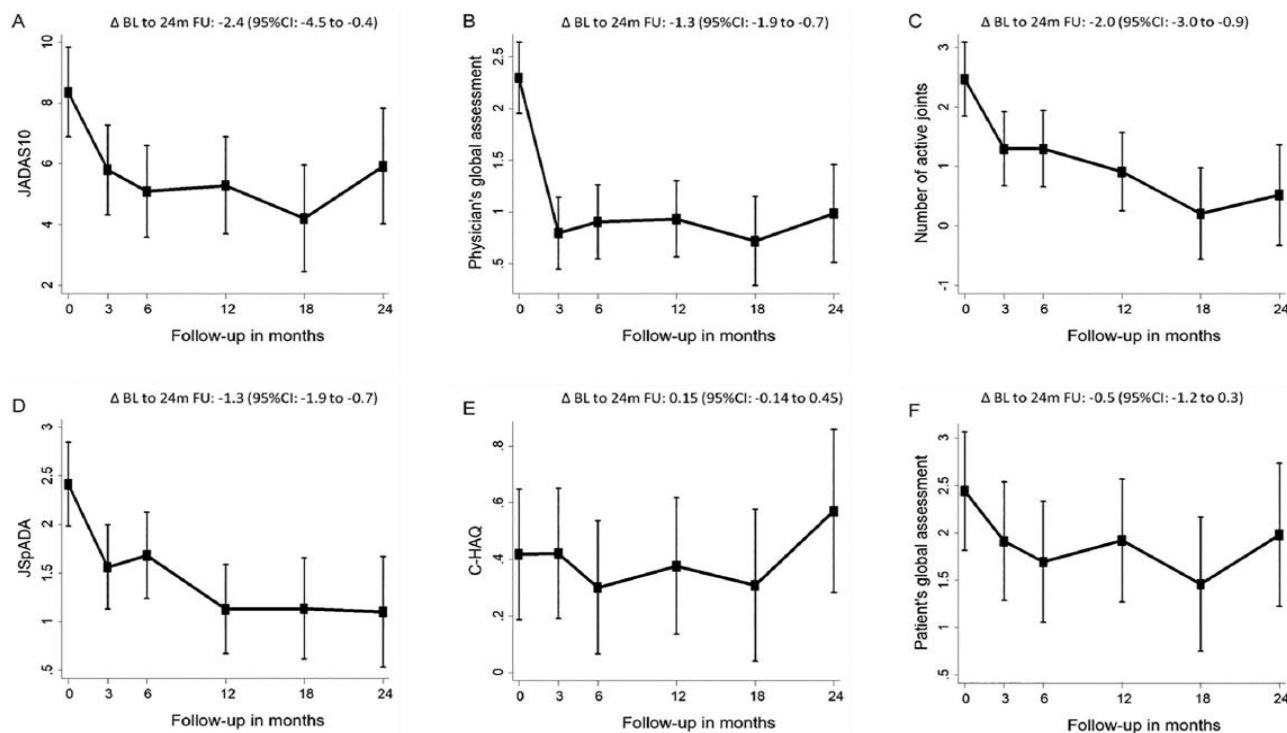 A
Δ BL to 24m FU: -2.4 (95%CI: -4.5 to -0.4)
JADAS10
10
8
6
4
2
0 3 6 12 18 24
Follow-up in months
B
Δ BL to 24m FU: -1.3 (95%CI: -1.9 to -0.7)
Physician's global assessment
2.5
2
1.5
1
.5
0 3 6 12 18 24
Follow-up in months
C
Δ BL to 24m FU: -2.0 (95%CI: -3.0 to -0.9)
Number of active joints
3
2
1
0
-1
0 3 6 12 18 24
Follow-up in months
D
Δ BL to 24m FU: -1.3 (95%CI: -1.9 to -0.7)
JSpADA
3
2.5
2
1.5
1
.5
0 3 6 12 18 24
Follow-up in months
E
Δ BL to 24m FU: 0.15 (95%CI: -0.14 to 0.45)
C-HAQ
.8
.6
.4
.2
0
0 3 6 12 18 24
Follow-up in months
F
Δ BL to 24m FU: -0.5 (95%CI: -1.2 to 0.3)
Patient's global assessment
3
2.5
2
1.5
1
.5
0 3 6 12 18 24
Follow-up in months